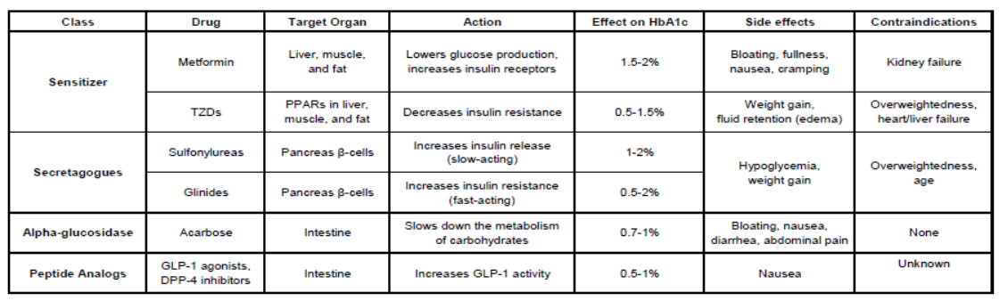 Class Drug Target Organ Action Effect on HbA1c Side effects Contraindications
Sensitizer
Metformin
Liver, muscle,
and fat
Lowers glucose production,
increases insulin receptors
1.5-2%
Bloating, fullness,
nausea, cramping
Kidney failure
TZDs
PPARs in liver,
muscle, and fat
Decreases insulin resistance
0.5-1.5%
Weight gain,
fluid retention (edema)
Overweightedness,
heart/liver failure
Secretagogues
Sulfonylureas
Pancreas β-cells
Increases insulin release
(slow-acting)
1-2%
Hypoglycemia,
weight gain
Overweightedness,
age
Glinides
Pancreas β-cells
Increases insulin resistance
(fast-acting)
0.5-2%
Alpha-glucosidase
Acarbose
Intestine
Slows down the metabolism
of carbohydrates
0.7-1%
Bloating, nausea,
diarrhea, abdominal pain
None
Peptide Analogs
GLP-1 agonists,
DPP-4 inhibitors
Intestine
Increases GLP-1 activity
0.5-1%
Nausea
Unknown